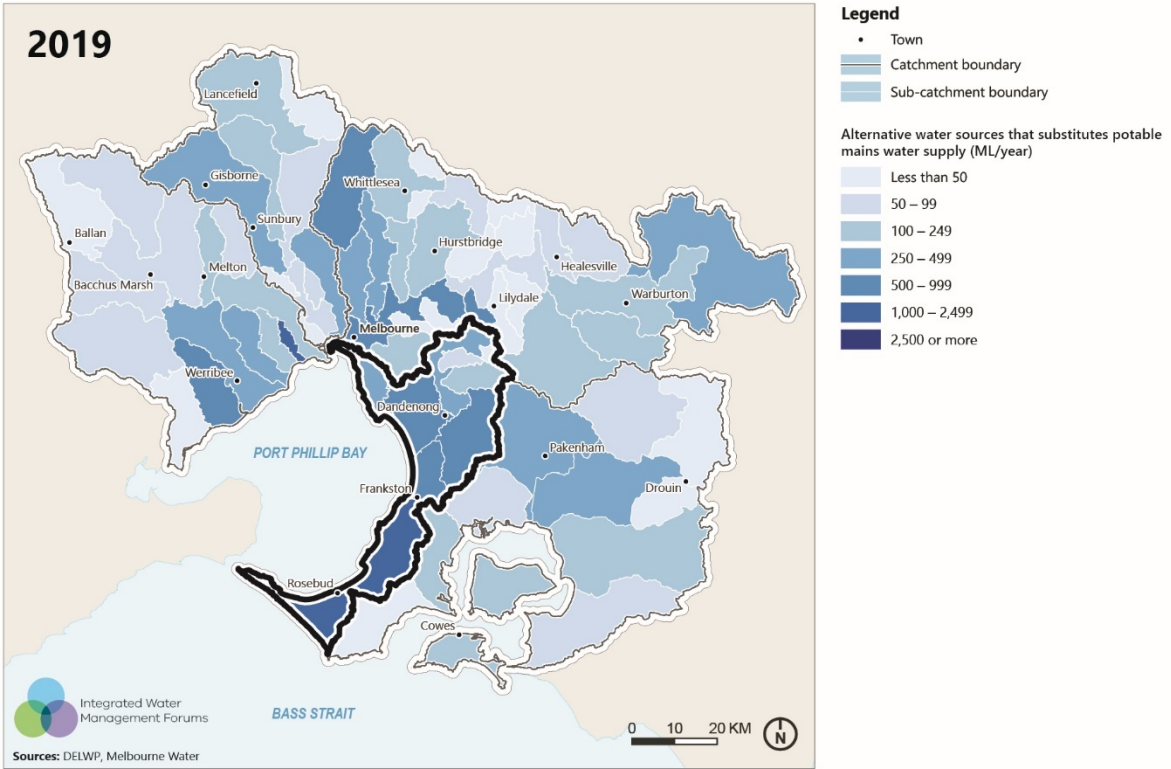 2019
Lancefield
Gisborne
Whittlesea
Sunbury
Ballan
Hurstbridge
Healesville
Bacchus Marsh
Melton
Lilydale
Warburton
Melbourne
Werribee
Dandenong
PORT PHILLIP BAY
Pakenham
Frankston
Drouin
Rosebud
Cowes
Integrated Water
Management Forums
BASS STRAIT
0 10 20 KM
N
Sources: DELWP, Melbourne Water
Legend
Town
Catchment boundary
Sub-catchment boundary
Alternative water sources that substitutes potable
mains water supply (ML/year)
Less than 50
50 – 99
100 – 249
250 – 499
500 – 999
1,000 – 2,499
2,500 or more